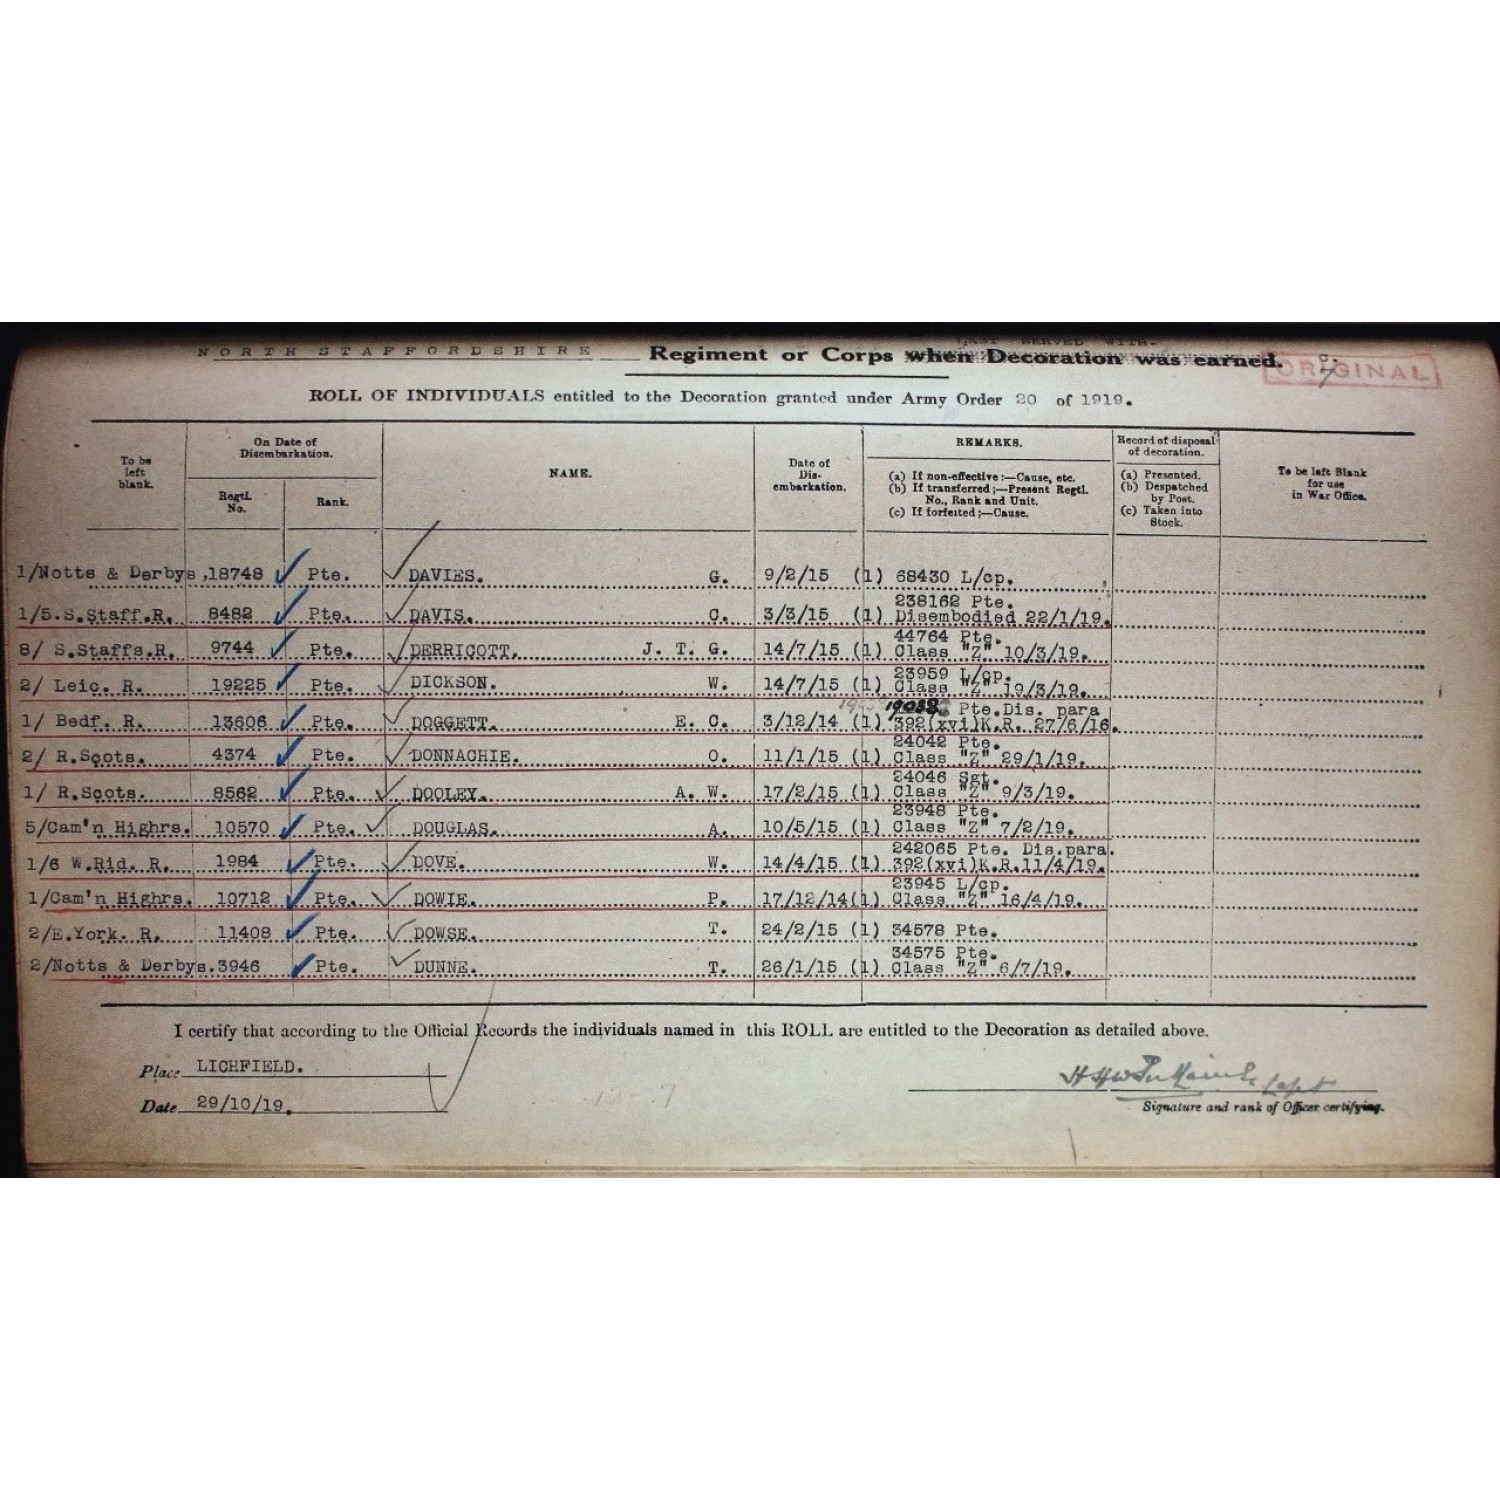 NORTH STAFFORDSHIRE Regiment or Corps when Decoration was earned.
LAST SERVED WITH.
ORIGINAL
ROLL OF INDIVIDUALS entitled to the Decoration granted under Army Order 20 of 1919.
To be left blank.
On Date of Disembarkation.
Regtl. No.
Rank.
NAME.
Date of Dis-embarkation.
REMARKS.
(a) If non-effective:—Cause, etc.
(b) If transferred;—Present Regtl. No., Rank and Unit.
(c) If forfeited;—Cause.
Record of disposal of decoration.
(a) Presented.
(b) Despatched by Post.
(c) Taken into Stock.
To be left Blank for use in War Office.
1/Notts & Derbys, 18748 Pte. DAVIES. G. 9/2/15 (1) 68430 L/cp.
1/5.S.Staff.R. 8482 Pte. DAVIS. C. 3/3/15 (1) 238162 Pte. Disembodied 22/1/19.
8/ S.Staffs.R. 9744 Pte. DERRICOTT. J. T. G. 14/7/15 (1) 44764 Pte. Class "Z" 10/3/19.
2/ Leic. R. 19225 Pte. DICKSON. W. 14/7/15 (1) 23959 L/cp. Class "Z" 19/3/19.
1/ Bedf. R. 13606 Pte. DOGGETT. E. C. 3/12/14 (1) 19038 Pte.Dis. para 392(xvi)K.R. 27/6/16.
2/ R.Scots. 4374 Pte. DONNACHIE. O. 11/1/15 (1) 24042 Pte. Class "Z" 29/1/19.
1/ R.Scots. 8562 Pte. DOOLEY. A. W. 17/2/15 (1) 24046 Sgt. Class "Z" 9/3/19.
5/Cam'n Highrs. 10570 Pte. DOUGLAS. A. 10/5/15 (1) 23948 Pte. Class "Z" 7/2/19.
1/6 W.Rid. R. 1984 Pte. DOVE. W. 14/4/15 (1) 242065 Pte. Dis.para. 392(xvi)K.R.11/4/19.
1/Cam'n Highrs. 10712 Pte. DOWIE. P. 17/12/14(1) 23945 L/cp. Class "Z" 16/4/19.
2/E.York. R. 11408 Pte. DOWSE. T. 24/2/15 (1) 34578 Pte.
2/Notts & Derbys. 3946 Pte. DUNNE. T. 26/1/15 (1) 34575 Pte. Class "Z" 6/7/19.
I certify that according to the Official Records the individuals named in this ROLL are entitled to the Decoration as detailed above.
Place LICHFIELD.
Date 29/10/19.
Capt
Signature and rank of Officer certifying.